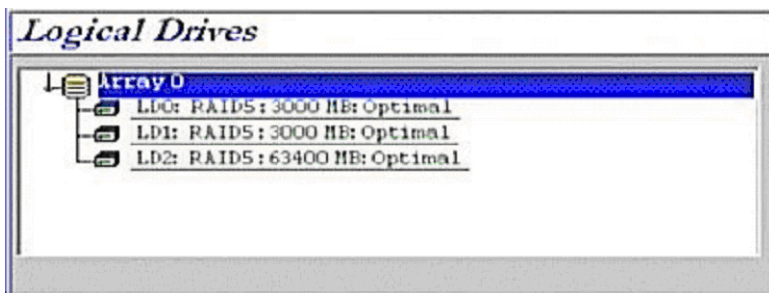 Logical Drives
Array 0
LD0: RAID5:3000 MB:Optimal
LD1: RAID5:3000 MB:Optimal
LD2: RAID5:63400 MB:Optimal